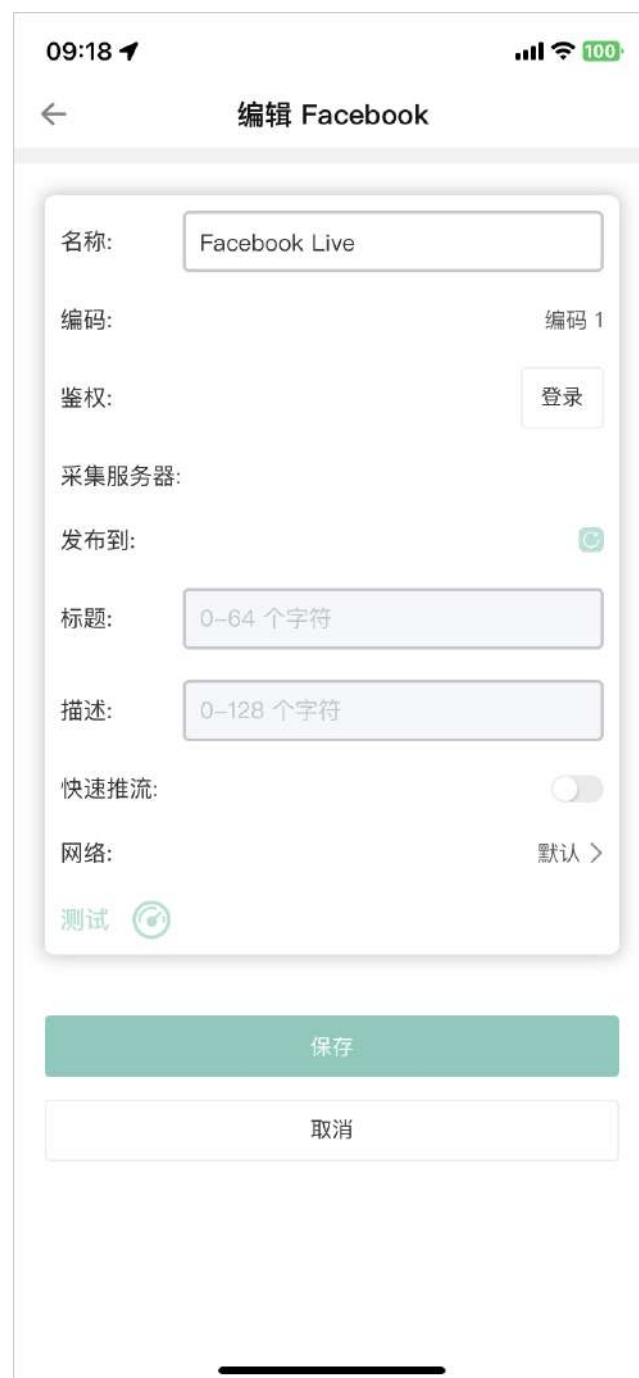 09:18
100
编辑 Facebook
名称: Facebook Live
编码: 编码 1
鉴权: 登录
采集服务器:
发布到:
标题: 0–64 个字符
描述: 0–128 个字符
快速推流:
网络: 默认
测试
保存
取消